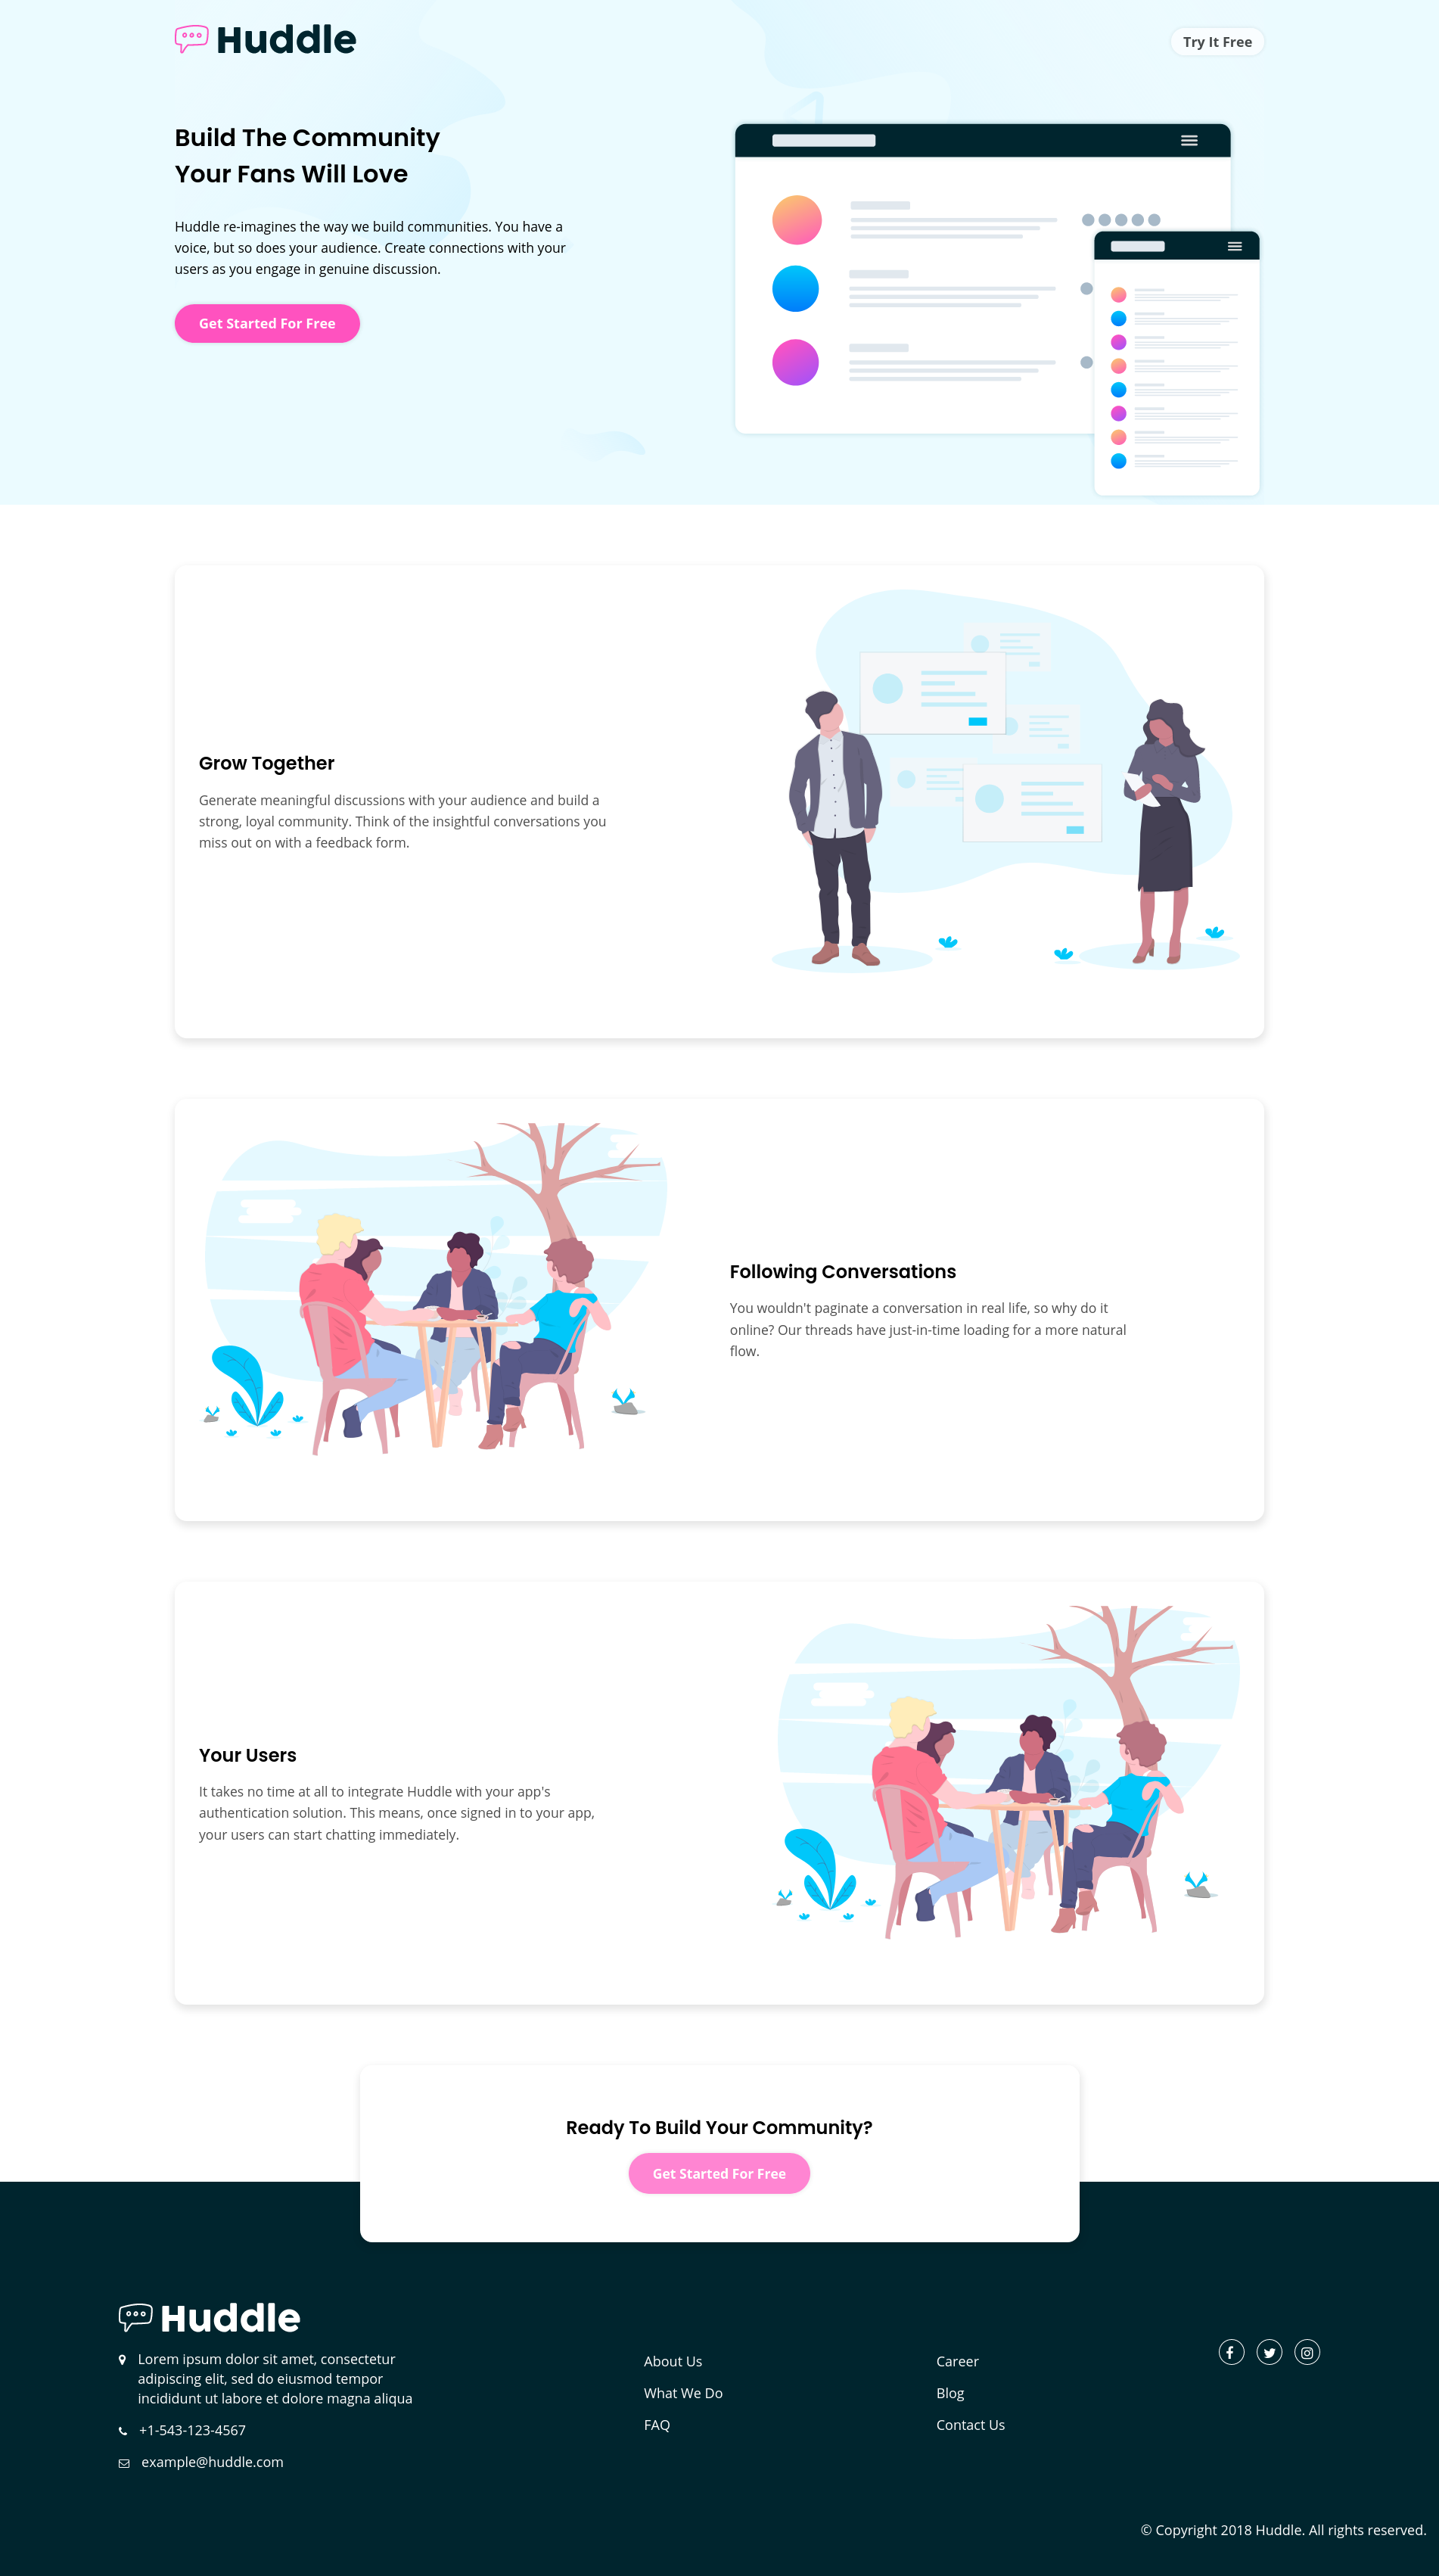 Huddle
Try It Free
Build The Community
Your Fans Will Love
Huddle re-imagines the way we build communities. You have a
voice, but so does your audience. Create connections with your
users as you engage in genuine discussion.
Get Started For Free
Grow Together
Generate meaningful discussions with your audience and build a
strong, loyal community. Think of the insightful conversations you
miss out on with a feedback form.
Following Conversations
You wouldn't paginate a conversation in real life, so why do it
online? Our threads have just-in-time loading for a more natural
flow.
Your Users
It takes no time at all to integrate Huddle with your app's
authentication solution. This means, once signed in to your app,
your users can start chatting immediately.
Ready To Build Your Community?
Get Started For Free
Huddle
Lorem ipsum dolor sit amet, consectetur
adipiscing elit, sed do eiusmod tempor
incididunt ut labore et dolore magna aliqua
+1-543-123-4567
example@huddle.com
About Us
What We Do
FAQ
Career
Blog
Contact Us
© Copyright 2018 Huddle. All rights reserved.